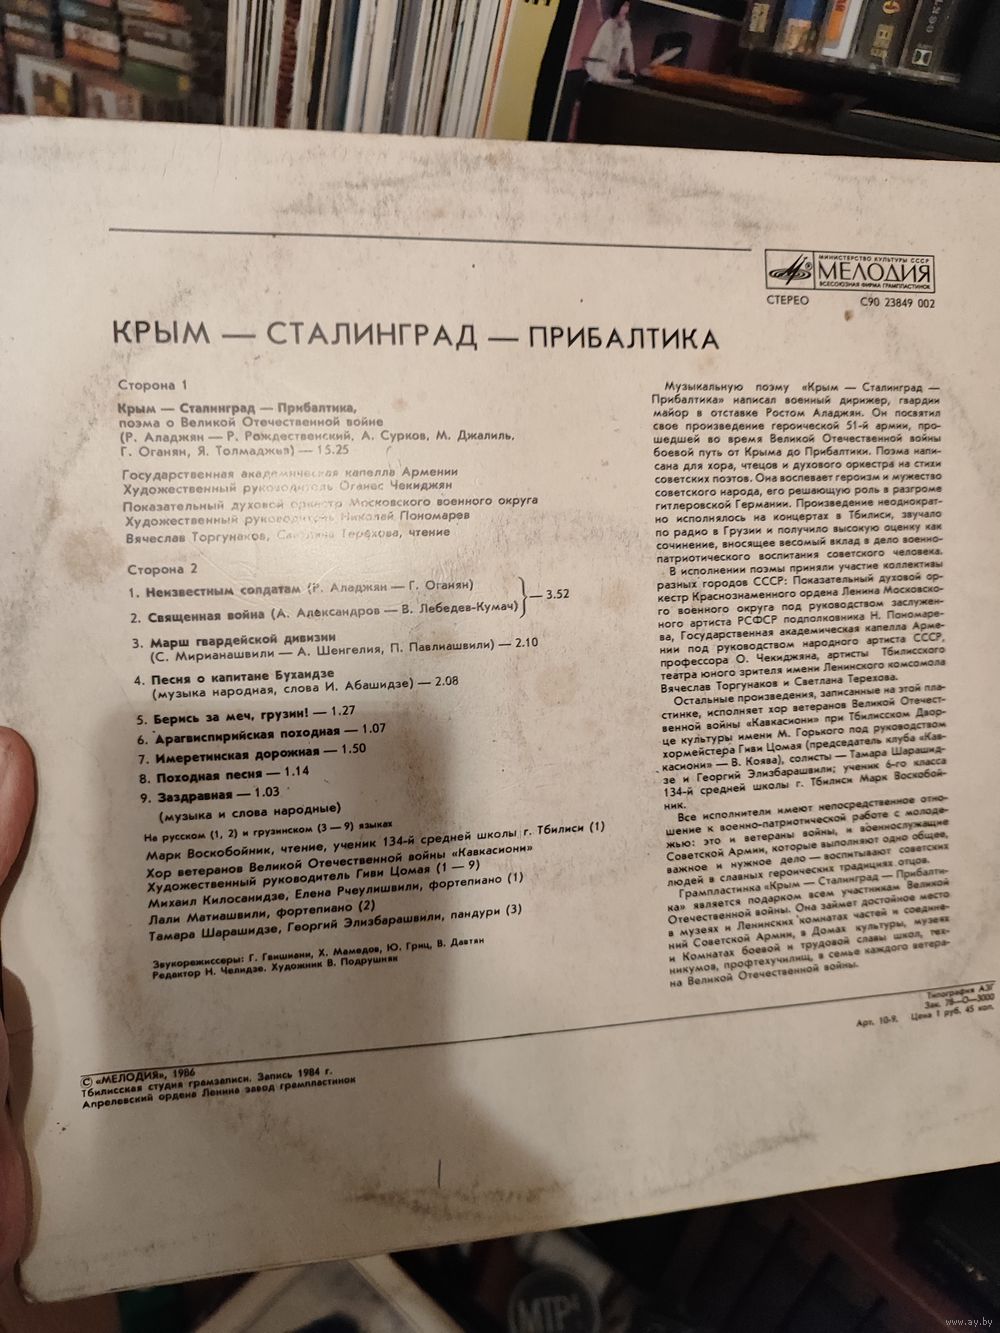 МИНИСТЕРСТВО КУЛЬТУРЫ СССР
МЕЛОДИЯ
ВСЕСОЮЗНАЯ ФИРМА ГРАМПЛАСТИНОК
СТЕРЕО С90 23849 002
КРЫМ — СТАЛИНГРАД — ПРИБАЛТИКА
Сторона 1
Крым — Сталинград — Прибалтика,
поэма о Великой Отечественной войне
(Р. Аладжян — Р. Рождественский, А. Сурков, М. Джалиль,
Г. Оганян, Я. Толмаджьв) — 15.25
Государственная академическая капелла Армении
Художественный руководитель Оганес Чекиджян
Показательный духовой оркестр Московского военного округа
Художественный руководитель Николай Пономарев
Вячеслав Торгунаков, Светлана Терехова, чтение
Сторона 2
1. Неизвестным солдатам (Р. Аладжян — Г. Оганян)
2. Священная война (А. Александров — В. Лебедев-Кумач) — 3.52
3. Марш гвардейской дивизии
(С. Мирианашвили — А. Шенгелия, П. Павлиашвили) — 2.10
4. Песня о капитане Бухаидзе
(музыка народная, слова И. Абашидзе) — 2.08
5. Берись за меч, грузин! — 1.27
6. Арагвиспирийская походная — 1.07
7. Имеретинская дорожная — 1.50
8. Походная песня — 1.14
9. Заздравная — 1.03
(музыка и слова народные)
На русском (1, 2) и грузинском (3 — 9) языках
Марк Воскобойник, чтение, ученик 134-й средней школы г. Тбилиси (1)
Хор ветеранов Великой Отечественной войны «Кавкасиони»
Художественный руководитель Гиви Цомая (1 — 9)
Михаил Килосанидзе, Елена Рчеулишвили, фортепиано (1)
Лали Матиашвили, фортепиано (2)
Тамара Шарашидзе, Георгий Элизбарашвили, пандури (3)
Звукорежиссеры: Г. Гвишиани, Х. Мамедов, Ю. Гриц, В. Давтян
Редактор Н. Челидзе. Художник В. Подрушняк
Музыкальную поэму «Крым — Сталинград —
Прибалтика» написал военный дирижер, гвардии
майор в отставке Ростом Аладжян. Он посвятил
свое произведение героической 51-й армии, про-
шедшей во время Великой Отечественной войны
боевой путь от Крыма до Прибалтики. Поэма напи-
сана для хора, чтецов и духового оркестра на стихи
советских поэтов. Она воспевает героизм и мужество
советского народа, его решающую роль в разгроме
гитлеровской Германии. Произведение неоднократ-
но исполнялось на концертах в Тбилиси, звучало
по радио в Грузии и получило высокую оценку как
сочинение, вносящее весомый вклад в дело военно-
патриотического воспитания советского человека.
В исполнении поэмы приняли участие коллективы
разных городов СССР: Показательный духовой ор-
кестр Краснознаменного ордена Ленина Московско-
го военного округа под руководством заслужен-
ного артиста РСФСР подполковника Н. Пономаре-
ва, Государственная академическая капелла Арме-
нии под руководством народного артиста СССР,
профессора О. Чекиджяна, артисты Тбилисского
театра юного зрителя имени Ленинского комсомола
Вячеслав Торгунаков и Светлана Терехова.
Остальные произведения, записанные на этой пла-
стинке, исполняет хор ветеранов Великой Отечест-
венной войны «Кавкасиони» при Тбилисском Двор-
це культуры имени М. Горького под руководством
хормейстера Гиви Цомая (председатель клуба «Кав-
касиони» — В. Коява), солисты — Тамара Шарашид-
зе и Георгий Элизбарашвили; ученик 6-го класса
134-й средней школы г. Тбилиси Марк Воскобой-
ник.
Все исполнители имеют непосредственное отно-
шение к военно-патриотической работе с молоде-
жью: это и ветераны войны, и военнослужащие
Советской Армии, которые выполняют одно общее,
важное и нужное дело — воспитывают советских
людей в славных героических традициях отцов.
Грампластинка «Крым — Сталинград — Прибалти-
ка» является подарком всем участникам Великой
Отечественной войны. Она займет достойное место
в музеях и Ленинских комнатах частей и соедине-
ний Советской Армии, в Домах культуры, музеях
и Комнатах боевой и трудовой славы школ, тех-
никумов, профтехучилищ, в семье каждого ветера-
на Великой Отечественной войны.
Типография АЗГ
Зак. 78—О—3000
Арт. 10-9. Цена 1 руб. 45 коп.
© «МЕЛОДИЯ», 1986
Тбилисская студия грамзаписи. Запись 1984 г.
Апрелевский ордена Ленина завод грампластинок
www.ay.by